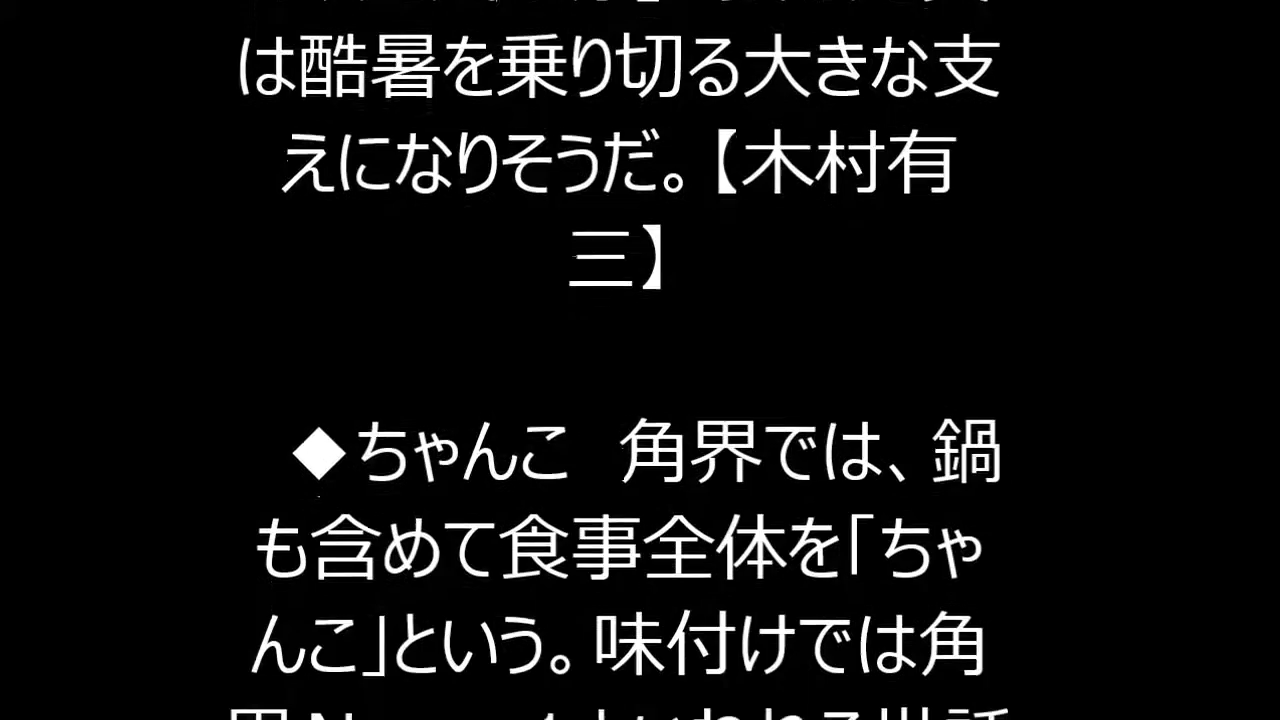 は酷暑を乗り切る大きな支
えになりそうだ。【木村有
三】
◆ちゃんこ　角界では、鍋
も含めて食事全体を「ちゃ
んこ」という。味付けでは角